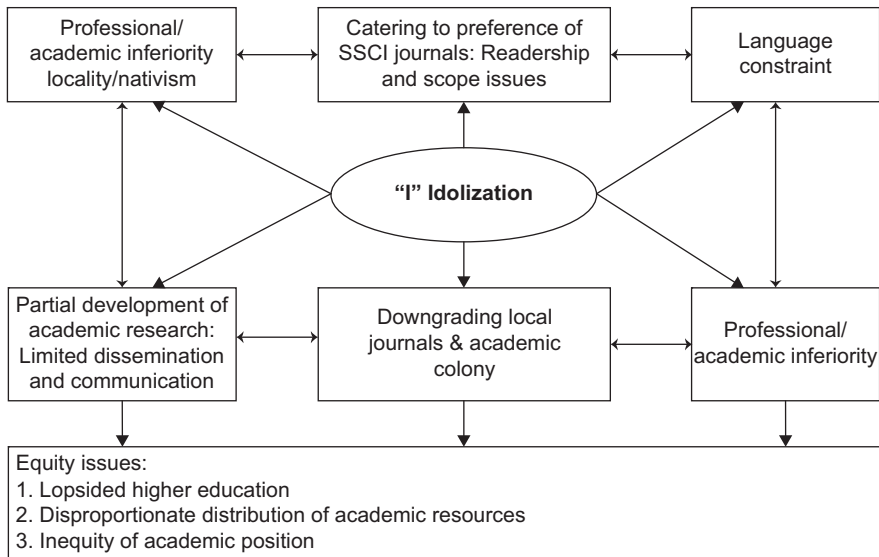 Professional/
academic inferiority
locality/nativism
Catering to preference of
SSCI journals: Readership
and scope issues
Language
constraint
“I” Idolization
Partial development of
academic research:
Limited dissemination
and communication
Downgrading local
journals & academic
colony
Professional/
academic inferiority
Equity issues:
1. Lopsided higher education
2. Disproportionate distribution of academic resources
3. Inequity of academic position